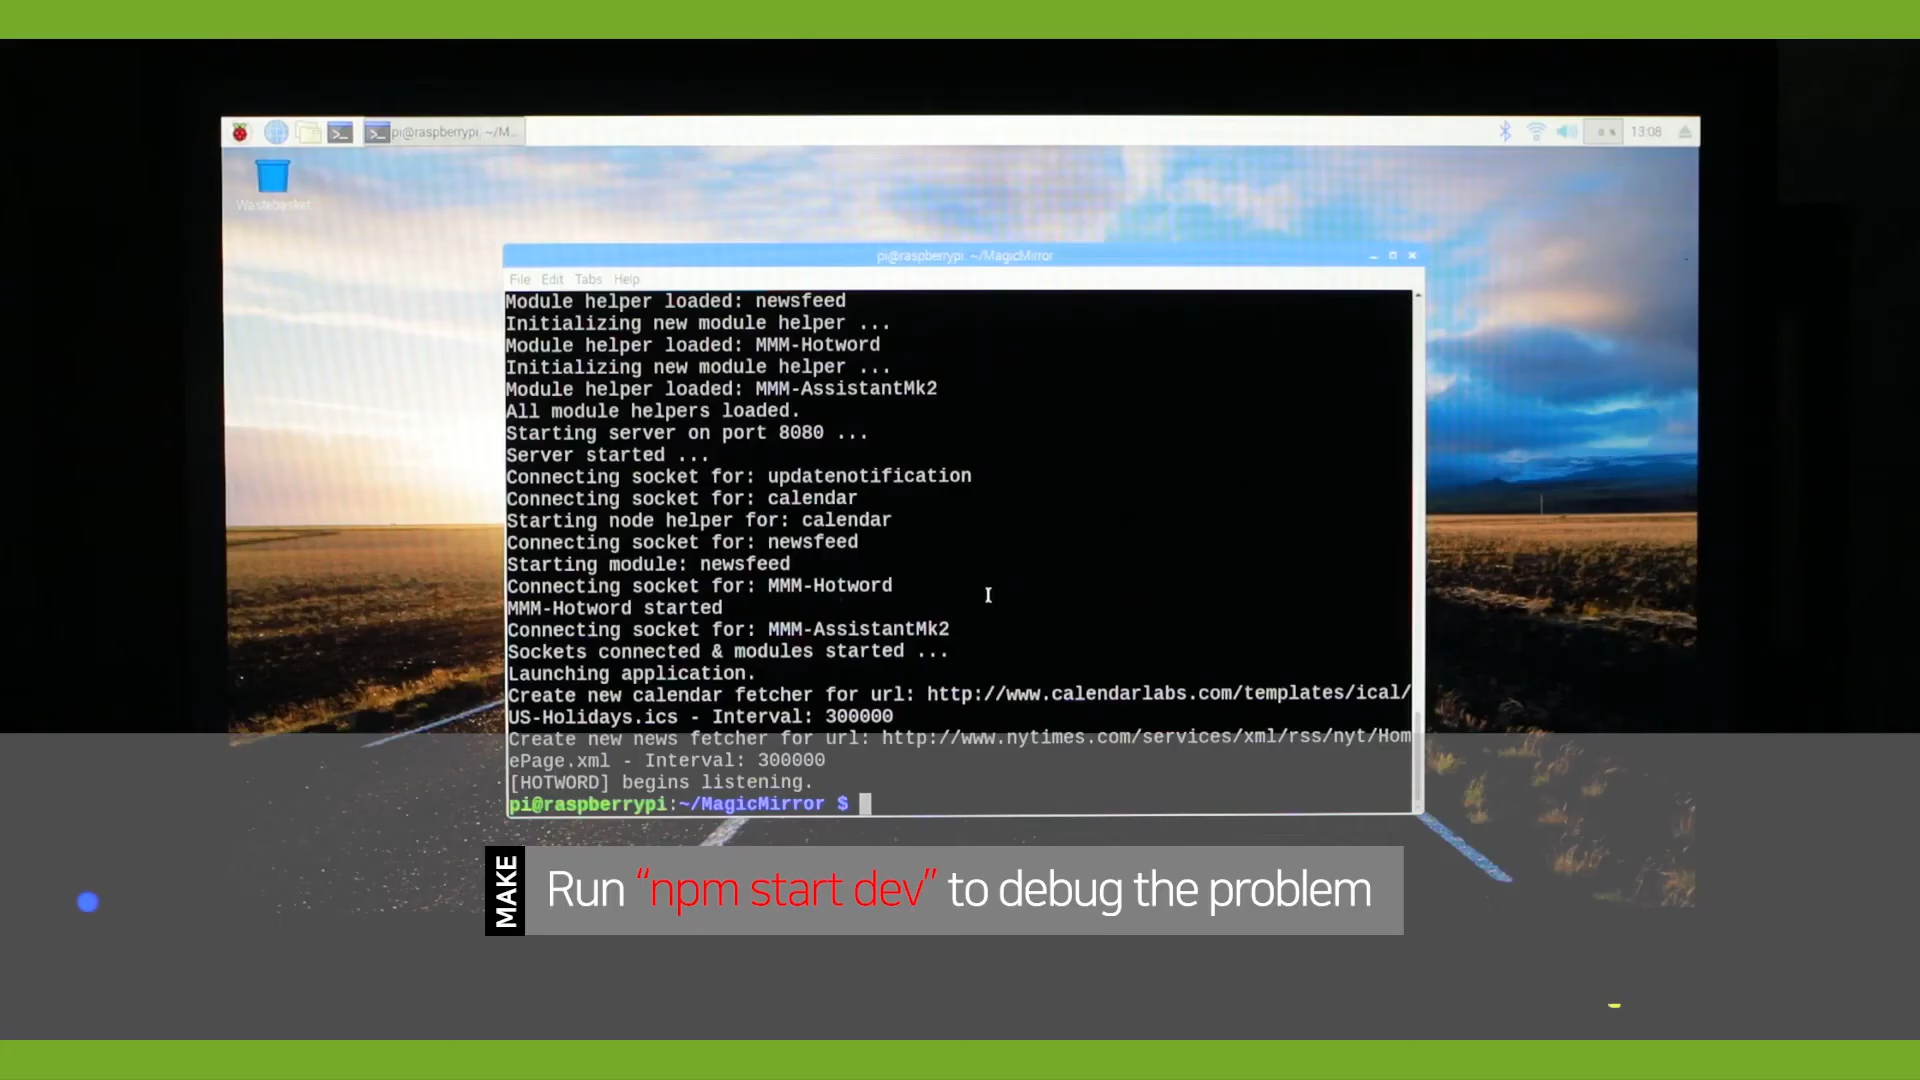 pi@raspberrypi: ~/M...
0 %
13:08
Wastebasket
pi@raspberrypi: ~/MagicMirror
File Edit Tabs Help
Module helper loaded: newsfeed
Initializing new module helper ...
Module helper loaded: MMM-Hotword
Initializing new module helper ...
Module helper loaded: MMM-AssistantMk2
All module helpers loaded.
Starting server on port 8080 ...
Server started ...
Connecting socket for: updatenotification
Connecting socket for: calendar
Starting node helper for: calendar
Connecting socket for: newsfeed
Starting module: newsfeed
Connecting socket for: MMM-Hotword
MMM-Hotword started
Connecting socket for: MMM-AssistantMk2
Sockets connected & modules started ...
Launching application.
Create new calendar fetcher for url: http://www.calendarlabs.com/templates/ical/
US-Holidays.ics - Interval: 300000
Create new news fetcher for url: http://www.nytimes.com/services/xml/rss/nyt/Hom
ePage.xml - Interval: 300000
[HOTWORD] begins listening.
pi@raspberrypi:~/MagicMirror $
MAKE
Run “npm start dev” to debug the problem